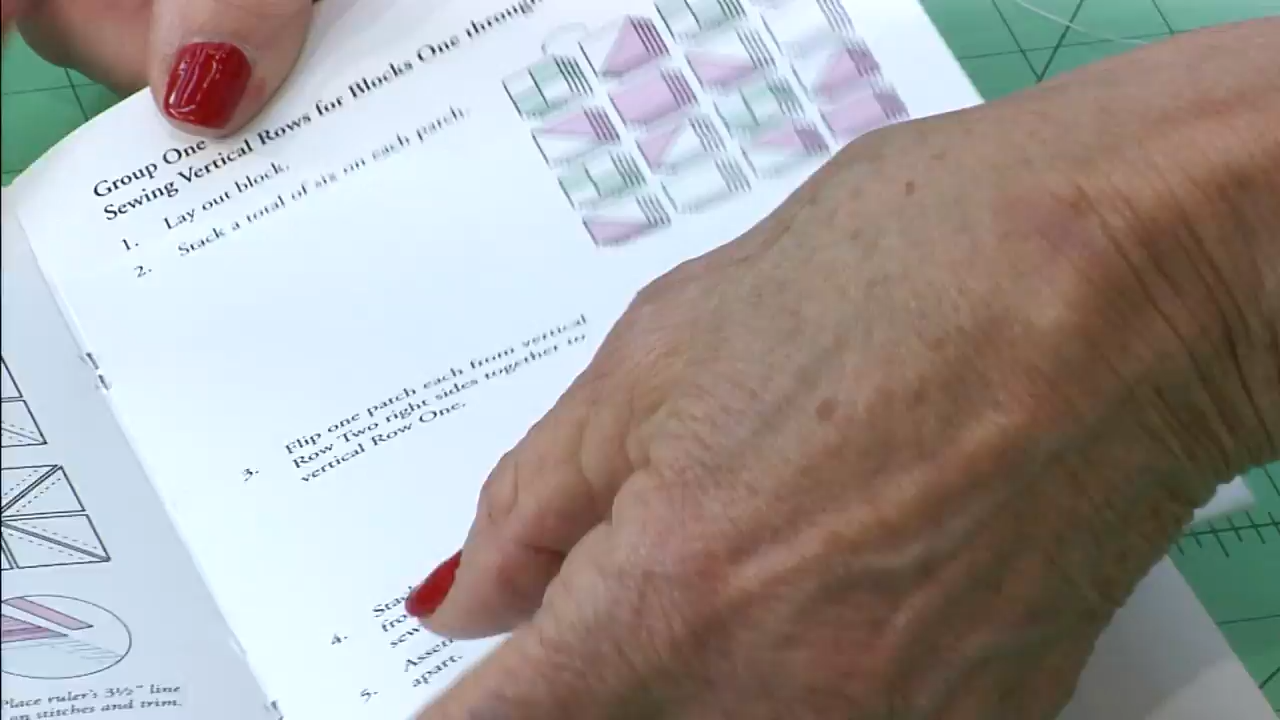 Group One
Sewing Vertical Rows for Blocks One through
1. Lay out block.
2. Stack a total of six on each patch.
3. Flip one patch each from vertical
Row Two right sides together to
vertical Row One.
4.
5.
apart.
Place ruler's 3½" line
on stitches and trim.